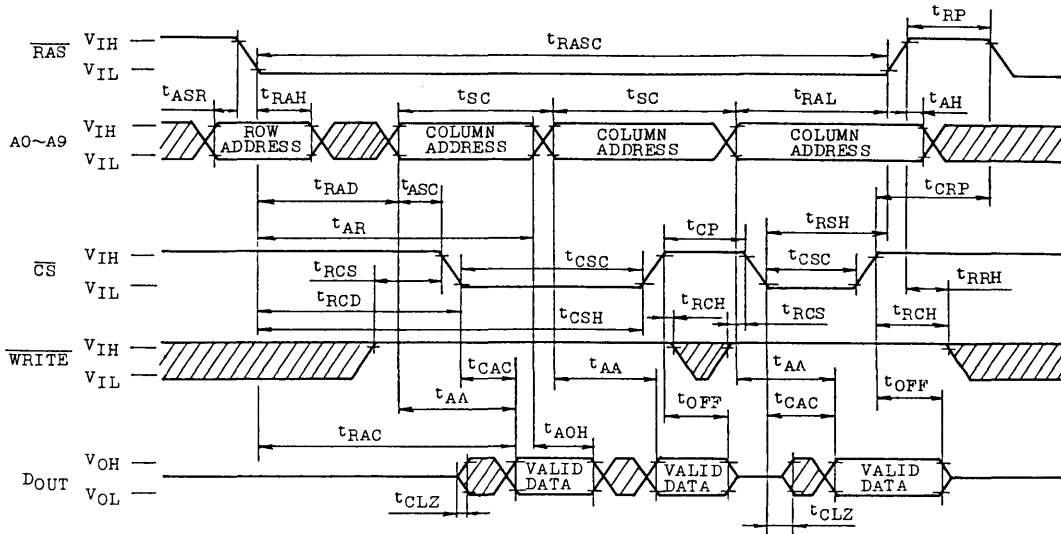 tRP
RAS VIH VIL tRASC
tASR tRAH tSC tSC tRAL tAH
A0~A9 VIH VIL ROW ADDRESS COLUMN ADDRESS COLUMN ADDRESS COLUMN ADDRESS
tRAD tASC tCRP
tAR tCP tRSH
CS VIH VIL tRCS tCSC tCSC
tRCH tRRH
tRCD tRCS tRCH
tCSH
WRITE VIH VIL
tCAC tAA tAA
tAA tOFF tCAC tOFF
tRAC tAOH
DOUT VOH VOL VALID DATA VALID DATA VALID DATA
tCLZ tCLZ